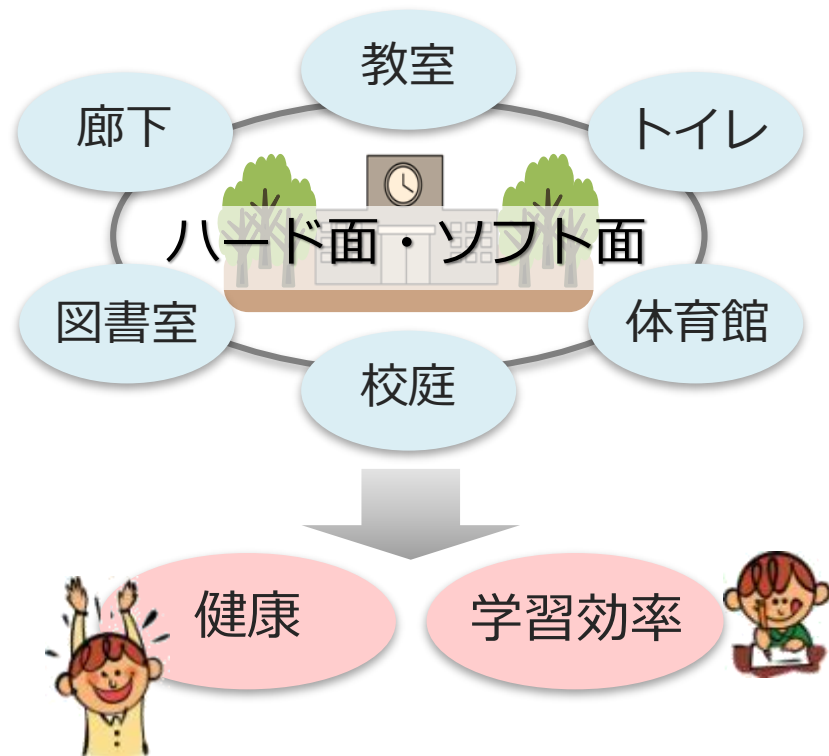 教室
廊下
トイレ
ハード面・ソフト面
図書室
体育館
校庭
健康
学習効率